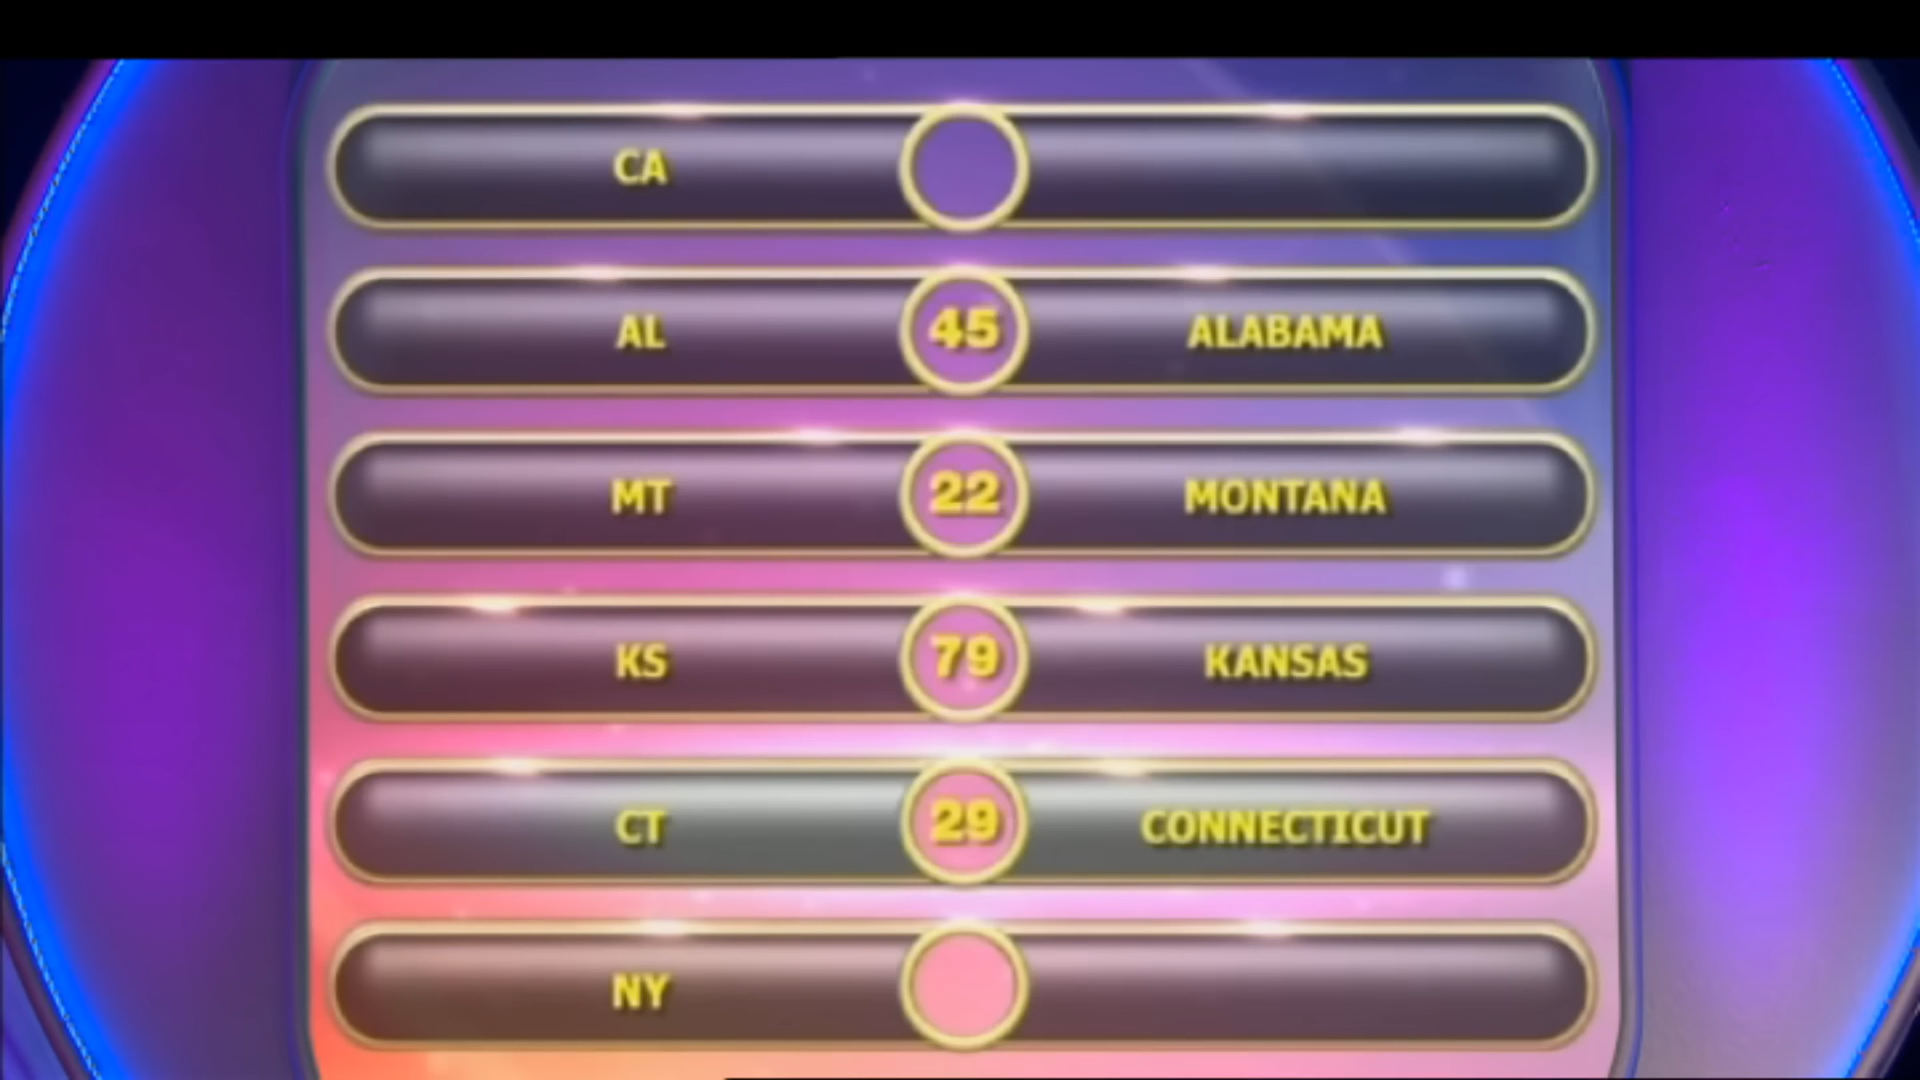 CA
AL 45 ALABAMA
MT 22 MONTANA
KS 79 KANSAS
CT 29 CONNECTICUT
NY